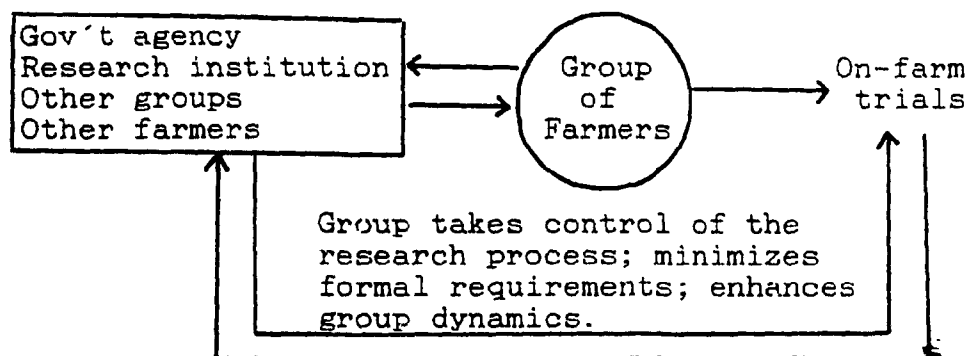 Gov't agency
Research institution
Other groups
Other farmers
Group
of
Farmers
On-farm
trials
Group takes control of the
research process; minimizes
formal requirements; enhances
group dynamics.